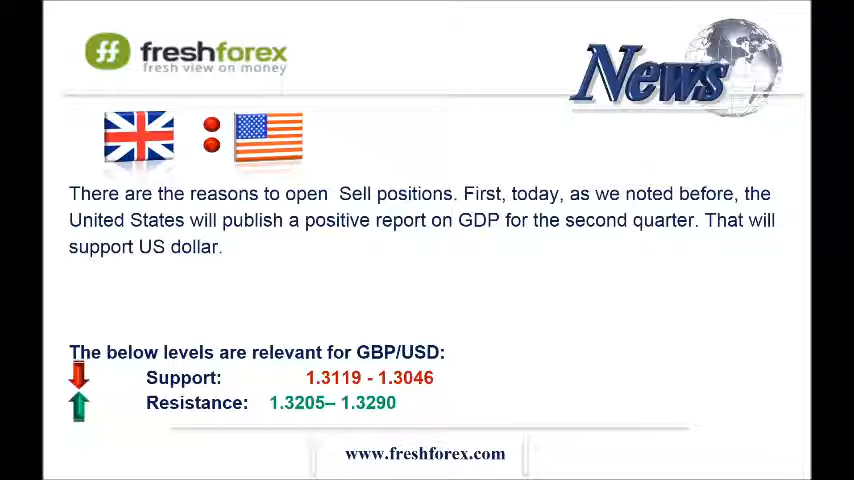 freshforex
fresh view on money
News
There are the reasons to open  Sell positions. First, today, as we noted before, the
United States will publish a positive report on GDP for the second quarter. That will
support US dollar.
The below levels are relevant for GBP/USD:
Support: 1.3119 - 1.3046
Resistance: 1.3205– 1.3290
www.freshforex.com